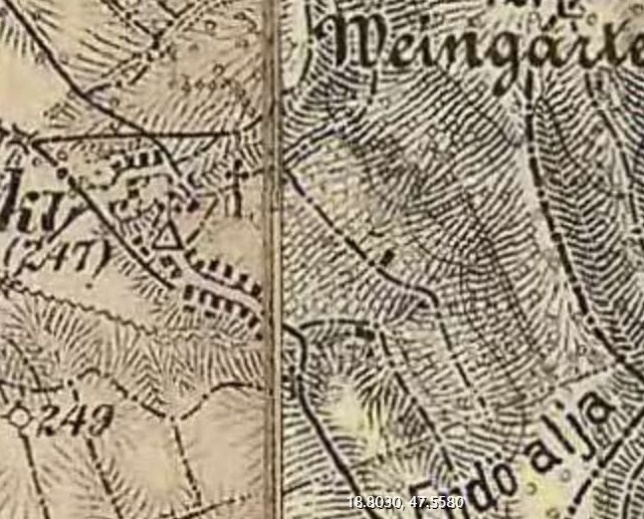 Weingärte
(247)
249
Erdő alja
18.8030, 47.5580